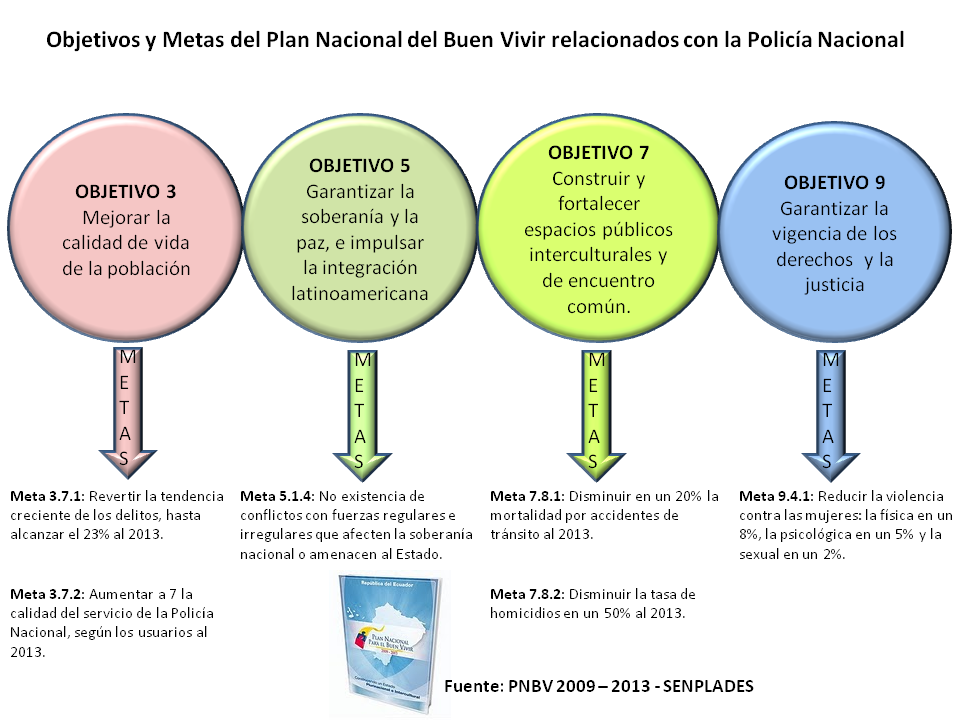 Objetivos y Metas del Plan Nacional del Buen Vivir relacionados con la Policía Nacional
OBJETIVO 3
Mejorar la
calidad de vida
de la población
OBJETIVO 5
Garantizar la
soberanía y la
paz, e impulsar
la integración
latinoamericana
OBJETIVO 7
Construir y
fortalecer
espacios públicos
interculturales y
de encuentro
común.
OBJETIVO 9
Garantizar la
vigencia de los
derechos y la
justicia
METAS
METAS
METAS
METAS
Meta 3.7.1: Revertir la tendencia
creciente de los delitos, hasta
alcanzar el 23% al 2013.
Meta 3.7.2: Aumentar a 7 la
calidad del servicio de la Policía
Nacional, según los usuarios al
2013.
Meta 5.1.4: No existencia de
conflictos con fuerzas regulares e
irregulares que afecten la soberanía
nacional o amenacen al Estado.
Meta 7.8.1: Disminuir en un 20% la
mortalidad por accidentes de
tránsito al 2013.
Meta 7.8.2: Disminuir la tasa de
homicidios en un 50% al 2013.
Meta 9.4.1: Reducir la violencia
contra las mujeres: la física en un
8%, la psicológica en un 5% y la
sexual en un 2%.
República del Ecuador
PLAN NACIONAL
PARA EL BUEN VIVIR
2009 - 2013
Construyendo un Estado
Plurinacional e Intercultural
Fuente: PNBV 2009 – 2013 - SENPLADES